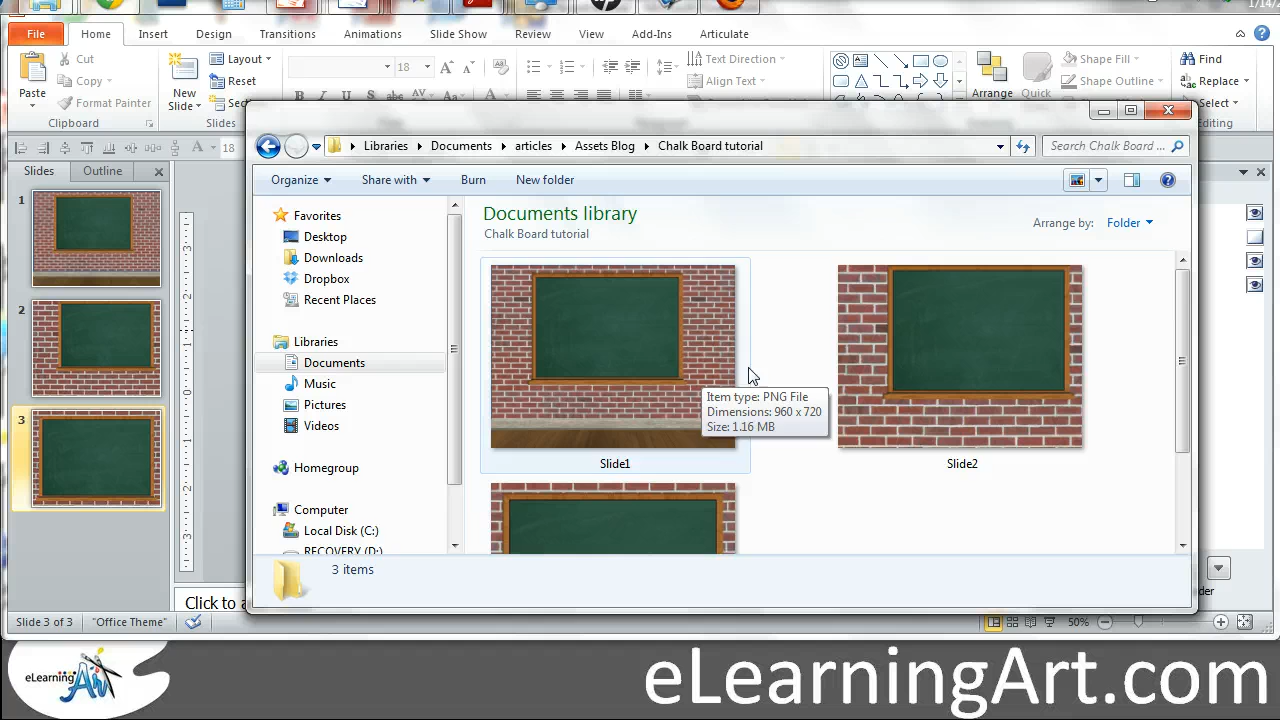 1/14/2
File Home Insert Design Transitions Animations Slide Show Review View Add-Ins Articulate
Cut Layout 18 Text Direction Shape Fill Find
Paste Copy New Slide Reset Align Text Arrange Quick Shape Outline Replace
Format Painter Select
Clipboard Slides Editing
18
Libraries Documents articles Assets Blog Chalk Board tutorial Search Chalk Board ...
Slides Outline
Organize Share with Burn New folder
1
Favorites
Desktop
Downloads
Dropbox
Recent Places
Libraries
Documents
Music
Pictures
Videos
Homegroup
Computer
Local Disk (C:)
RECOVERY (D:)
Documents library
Chalk Board tutorial
Arrange by: Folder
Item type: PNG File
Dimensions: 960 x 720
Size: 1.16 MB
Slide1 Slide2
2
3
3 items
Click to a
Slide 3 of 3 "Office Theme" 50%
eLearning Art
eLearningArt.com